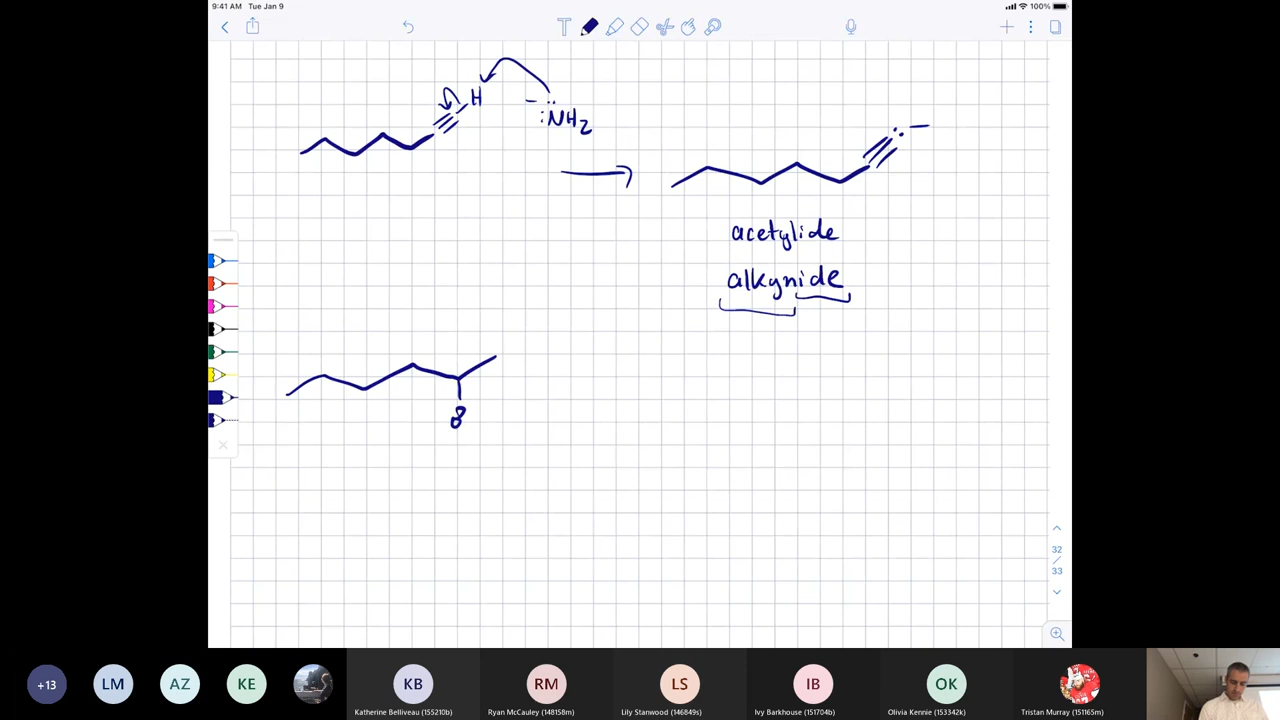 9:41 AM Tue Jan 9
100%
H
:NH2
acetylide
alkynide
8
32
33
+13
LM
AZ
KE
KB
RM
LS
IB
OK
Katherine Belliveau (155210b)
Ryan McCauley (148158m)
Lily Stanwood (146849s)
Ivy Barkhouse (151704b)
Olivia Kennie (153342k)
Tristan Murray (151165m)